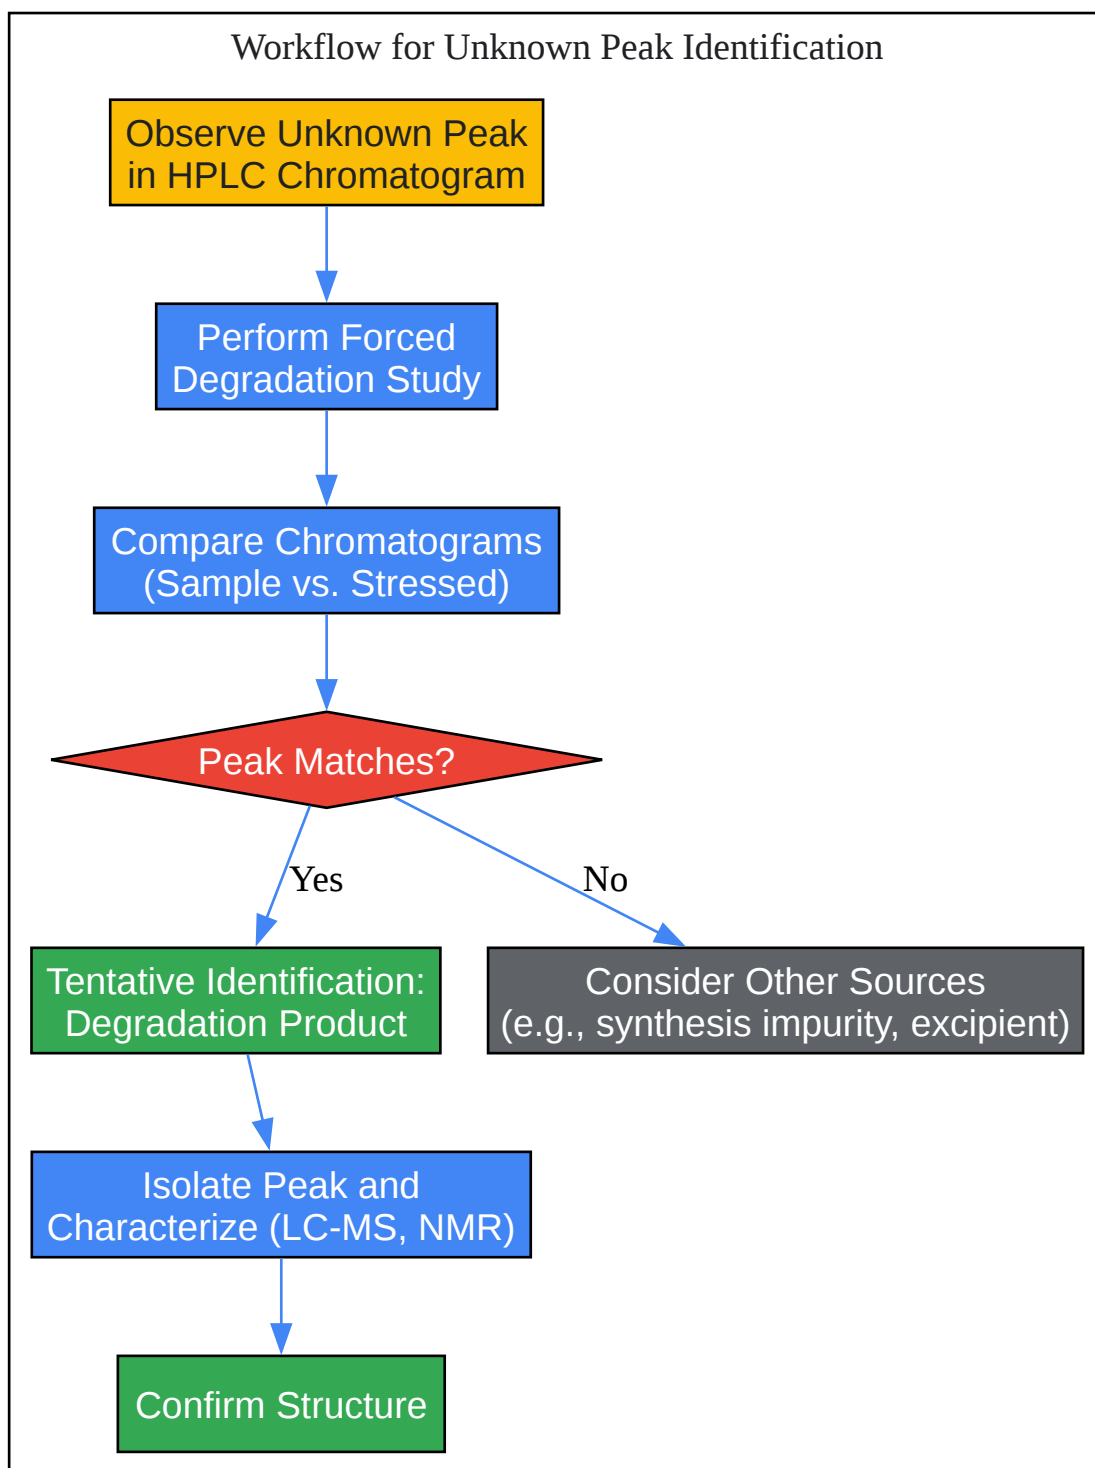 Workflow for Unknown Peak Identification
Observe Unknown Peak
in HPLC Chromatogram
Perform Forced
Degradation Study
Compare Chromatograms
(Sample vs. Stressed)
Peak Matches?
Yes
No
Tentative Identification:
Degradation Product
Consider Other Sources
(e.g., synthesis impurity, excipient)
Isolate Peak and
Characterize (LC-MS, NMR)
Confirm Structure